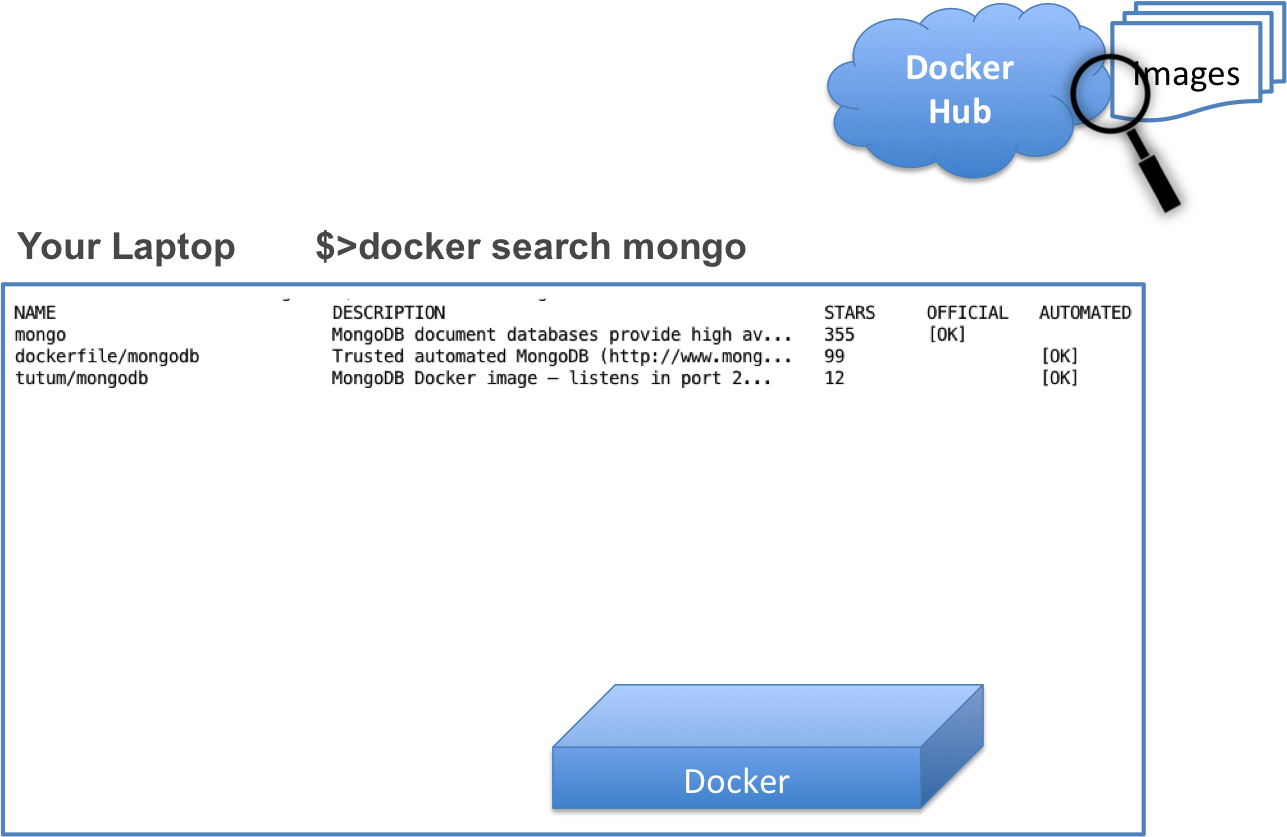 Docker
Hub
Images
Your Laptop $>docker search mongo
NAME DESCRIPTION STARS OFFICIAL AUTOMATED
mongo MongoDB document databases provide high av... 355 [OK]
dockerfile/mongodb Trusted automated MongoDB (http://www.mong... 99 [OK]
tutum/mongodb MongoDB Docker image – listens in port 2... 12 [OK]
Docker